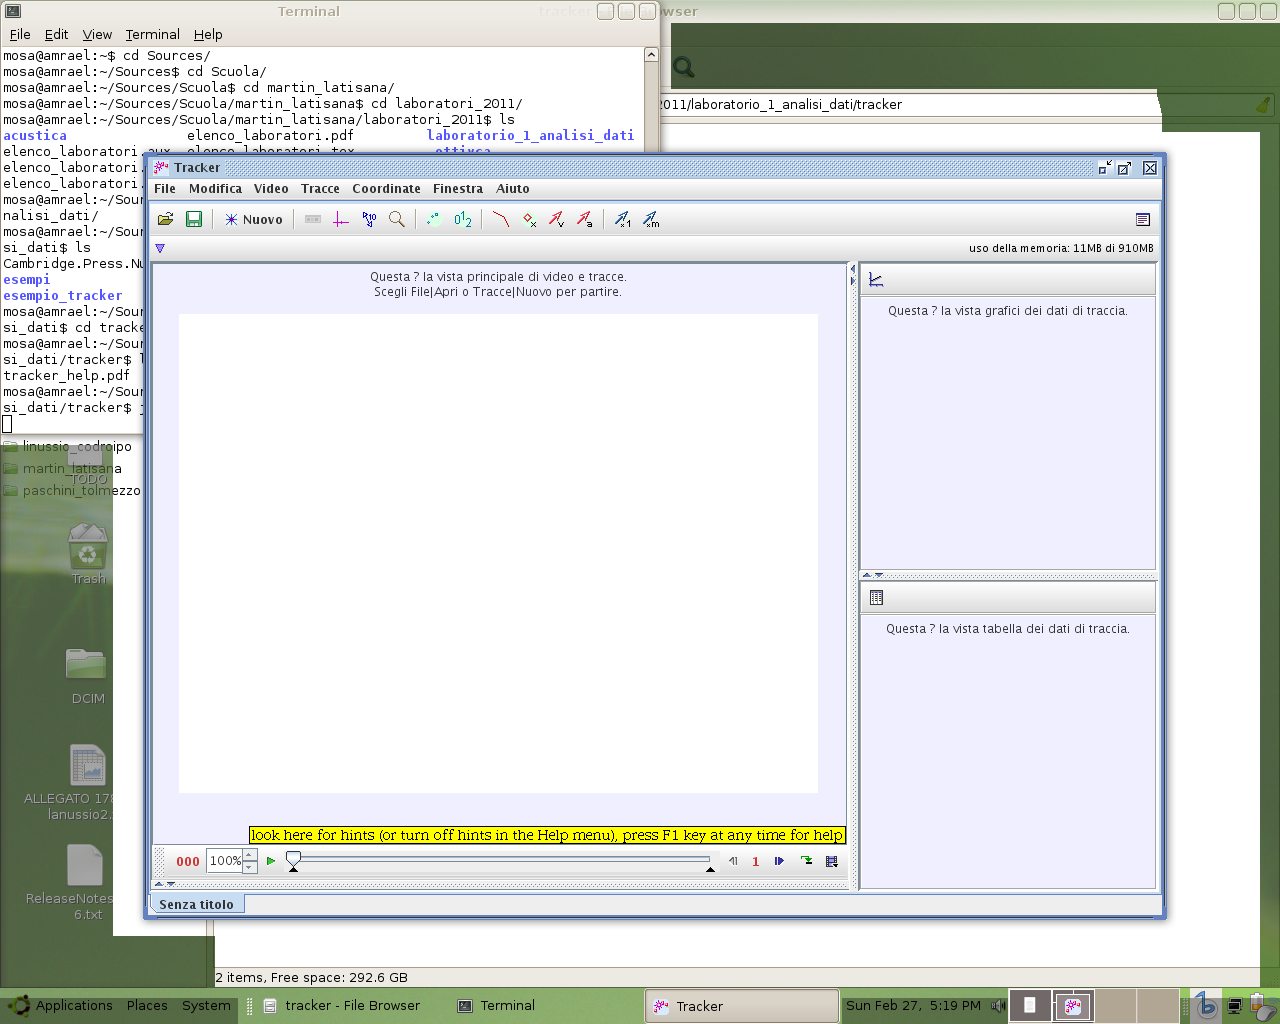 Terminal
tracker
File Edit View Terminal Help
mosa@amrael:~$ cd Sources/
mosa@amrael:~/Sources$ cd Scuola/
mosa@amrael:~/Sources/Scuola$ cd martin_latisana/
mosa@amrael:~/Sources/Scuola/martin_latisana$ cd laboratori_2011/
mosa@amrael:~/Sources/Scuola/martin_latisana/laboratori_2011$ ls
acustica elenco_laboratori.pdf laboratorio_1_analisi_dati
elenco_laboratori.aux elenco_laboratori.tex ottivca
elenco_laboratori.
elenco_laboratori.
mosa@amrael:~/Sour
nalisi_dati/
mosa@amrael:~/Sour
si_dati$ ls
Cambridge.Press.Nu
esempi
esempio_tracker
mosa@amrael:~/Sour
si_dati$ cd tracke
mosa@amrael:~/Sour
si_dati/tracker$ l
tracker_help.pdf
mosa@amrael:~/Sour
si_dati/tracker$ j
2011/laboratorio_1_analisi_dati/tracker
Tracker
File Modifica Video Tracce Coordinate Finestra Aiuto
Nuovo
uso della memoria: 11MB di 910MB
Questa ? la vista principale di video e tracce.
Scegli File|Apri o Tracce|Nuovo per partire.
Questa ? la vista grafici dei dati di traccia.
Questa ? la vista tabella dei dati di traccia.
look here for hints (or turn off hints in the Help menu), press F1 key at any time for help
000 100% 1
Senza titolo
linussio_codroipo
martin_latisana
paschini_tolmezzo
TODO
Trash
DCIM
ALLEGATO 178
lanussio2.
ReleaseNotes
6.txt
2 items, Free space: 292.6 GB
Applications Places System tracker - File Browser Terminal Tracker Sun Feb 27, 5:19 PM